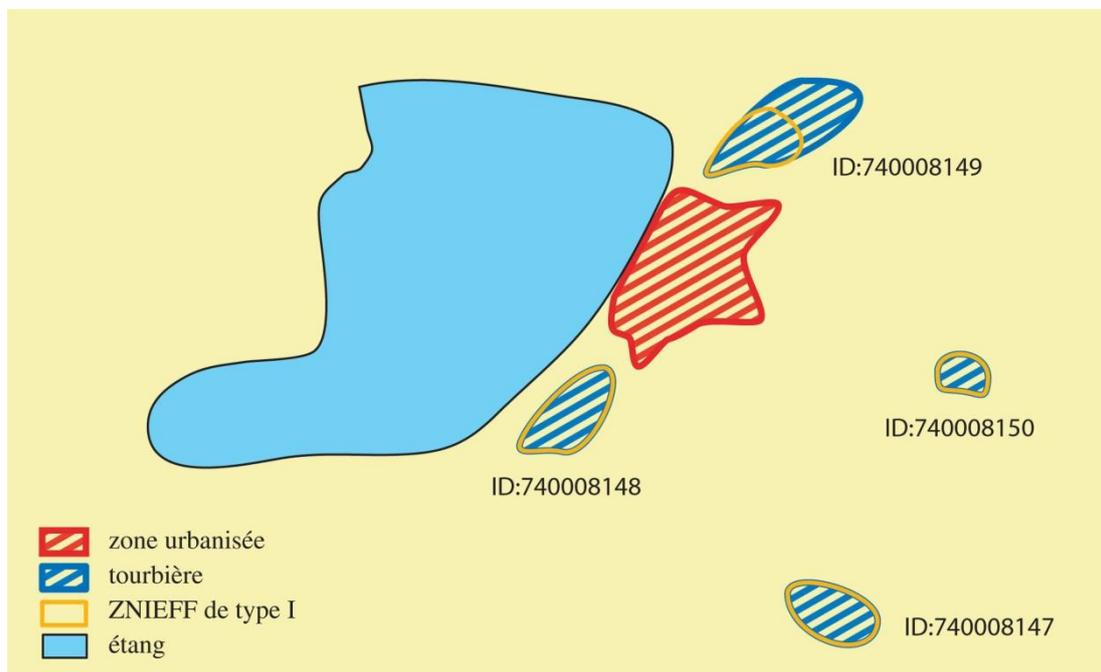 ID:740008149
ID:740008150
ID:740008148
zone urbanisée
tourbière
ZNIEFF de type I
étang
ID:740008147